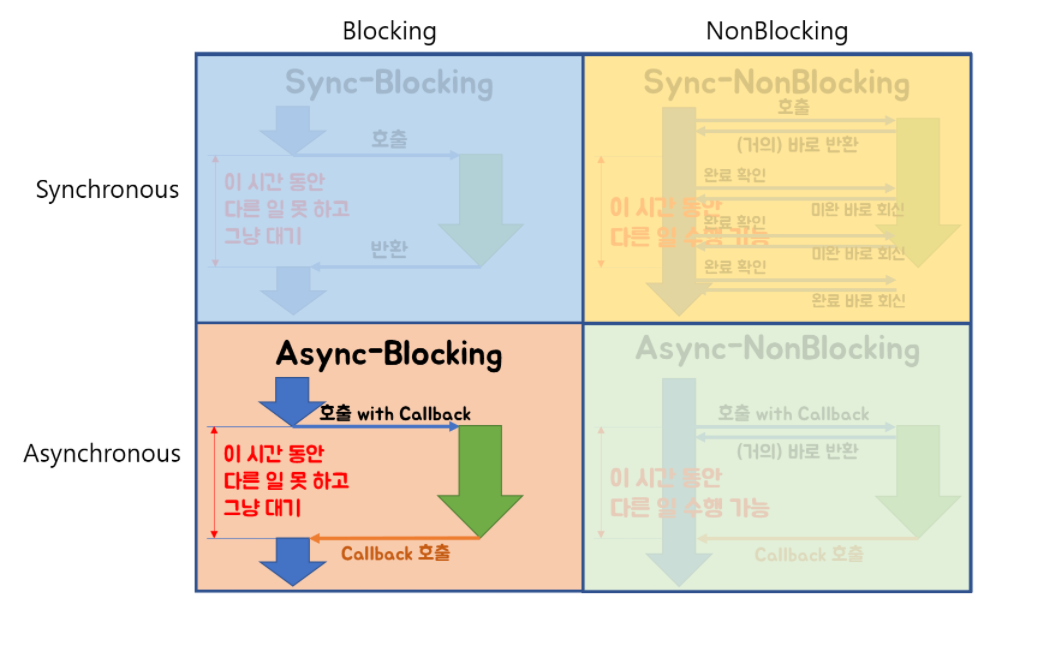 Blocking
NonBlocking
Synchronous
Sync-Blocking
호출
이 시간 동안
다른 일 못 하고
그냥 대기
반환
Sync-NonBlocking
호출
(거의) 바로 반환
완료 확인
미완 바로 회신
이 시간 동안
다른 일 수행 가능
완료 확인
미완 바로 회신
완료 확인
완료 바로 회신
Asynchronous
Async-Blocking
호출 with Callback
이 시간 동안
다른 일 못 하고
그냥 대기
Callback 호출
Async-NonBlocking
호출 with Callback
(거의) 바로 반환
이 시간 동안
다른 일 수행 가능
Callback 호출